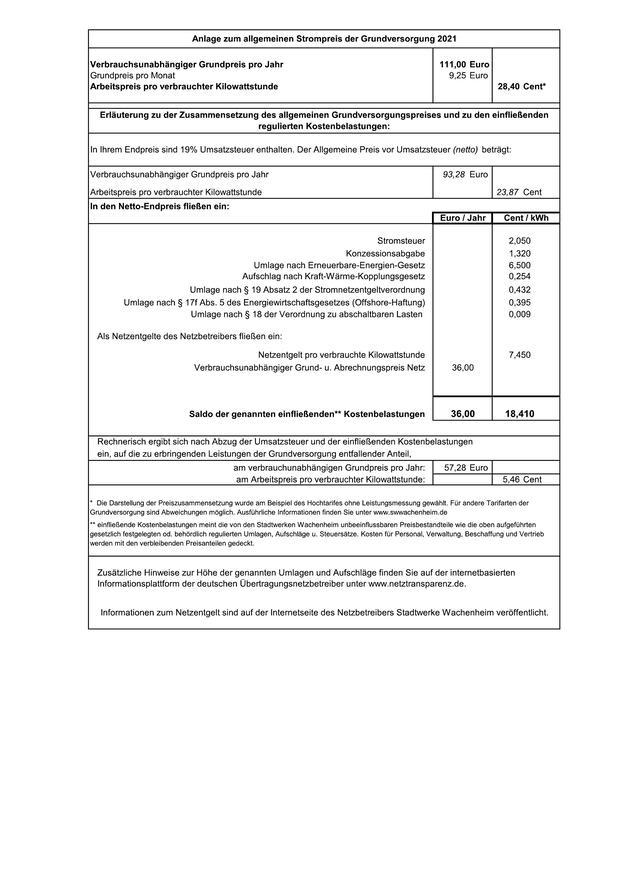 Anlage zum allgemeinen Strompreis der Grundversorgung 2021
Verbrauchsunabhängiger Grundpreis pro Jahr 111,00 Euro
Grundpreis pro Monat 9,25 Euro
Arbeitspreis pro verbrauchter Kilowattstunde 28,40 Cent*
Erläuterung zu der Zusammensetzung des allgemeinen Grundversorgungspreises und zu den einfließenden
regulierten Kostenbelastungen:
In Ihrem Endpreis sind 19% Umsatzsteuer enthalten. Der Allgemeine Preis vor Umsatzsteuer (netto) beträgt:
Verbrauchsunabhängiger Grundpreis pro Jahr 93,28 Euro
Arbeitspreis pro verbrauchter Kilowattstunde 23,87 Cent
In den Netto-Endpreis fließen ein:
Euro / Jahr Cent / kWh
Stromsteuer 2,050
Konzessionsabgabe 1,320
Umlage nach Erneuerbare-Energien-Gesetz 6,500
Aufschlag nach Kraft-Wärme-Kopplungsgesetz 0,254
Umlage nach § 19 Absatz 2 der Stromnetzentgeltverordnung 0,432
Umlage nach § 17f Abs. 5 des Energiewirtschaftsgesetzes (Offshore-Haftung) 0,395
Umlage nach § 18 der Verordnung zu abschaltbaren Lasten 0,009
Als Netzentgelte des Netzbetreibers fließen ein:
Netzentgelt pro verbrauchte Kilowattstunde 7,450
Verbrauchsunabhängiger Grund- u. Abrechnungspreis Netz 36,00
Saldo der genannten einfließenden** Kostenbelastungen 36,00 18,410
Rechnerisch ergibt sich nach Abzug der Umsatzsteuer und der einfließenden Kostenbelastungen
ein, auf die zu erbringenden Leistungen der Grundversorgung entfallender Anteil,
am verbrauchunabhängigen Grundpreis pro Jahr: 57,28 Euro
am Arbeitspreis pro verbrauchter Kilowattstunde: 5,46 Cent
* Die Darstellung der Preiszusammensetzung wurde am Beispiel des Hochtarifes ohne Leistungsmessung gewählt. Für andere Tarifarten der
Grundversorgung sind Abweichungen möglich. Ausführliche Informationen finden Sie unter www.swwachenheim.de
** einfließende Kostenbelastungen meint die von den Stadtwerken Wachenheim unbeeinflussbaren Preisbestandteile wie die oben aufgeführten
gesetzlich festgelegten od. behördlich regulierten Umlagen, Aufschläge u. Steuersätze. Kosten für Personal, Verwaltung, Beschaffung und Vertrieb
werden mit den verbleibenden Preisanteilen gedeckt.
Zusätzliche Hinweise zur Höhe der genannten Umlagen und Aufschläge finden Sie auf der internetbasierten
Informationsplattform der deutschen Übertragungsnetzbetreiber unter www.netztransparenz.de.
Informationen zum Netzentgelt sind auf der Internetseite des Netzbetreibers Stadtwerke Wachenheim veröffentlicht.